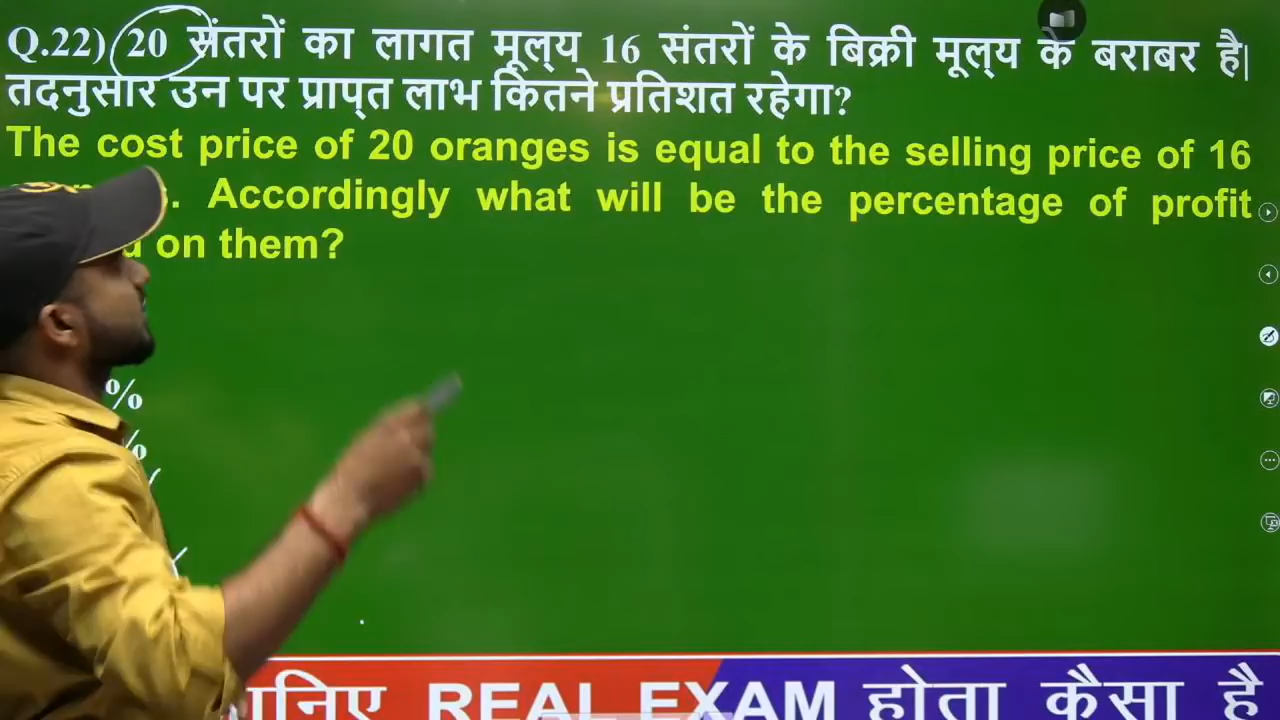 Q.22) 20 संतरों का लागत मूल्य 16 संतरों के बिक्री मूल्य के बराबर है|
तदनुसार उन पर प्राप्त लाभ कितने प्रतिशत रहेगा?
The cost price of 20 oranges is equal to the selling price of 16
. Accordingly what will be the percentage of profit
on them?
%
%
REAL EXAM होता कैसा है